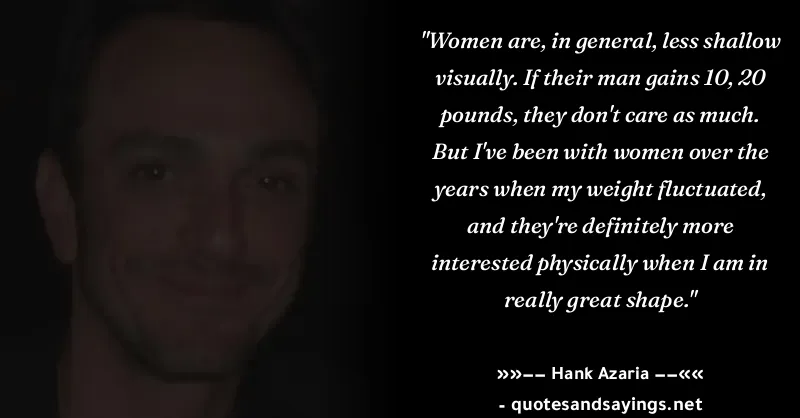 "Women are, in general, less shallow
visually. If their man gains 10, 20
pounds, they don't care as much.
But I've been with women over the
years when my weight fluctuated,
and they're definitely more
interested physically when I am in
really great shape."
»»−− Hank Azaria −−««
- quotesandsayings.net